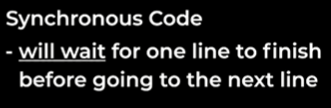 Synchronous Code
- will wait for one line to finish
before going to the next line